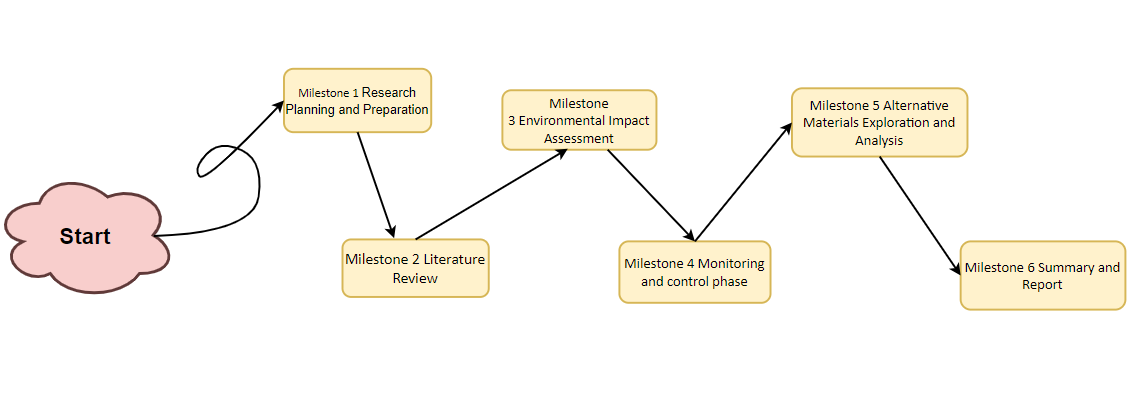 Start
Milestone 1 Research
Planning and Preparation
Milestone 2 Literature
Review
Milestone
3 Environmental Impact
Assessment
Milestone 4 Monitoring
and control phase
Milestone 5 Alternative
Materials Exploration and
Analysis
Milestone 6 Summary and
Report